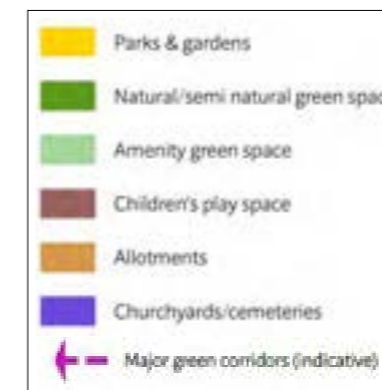 Parks & gardens
Natural/semi natural green spac
Amenity green space
Children's play space
Allotments
Churchyards/cemeteries
Major green corridors (indicative)